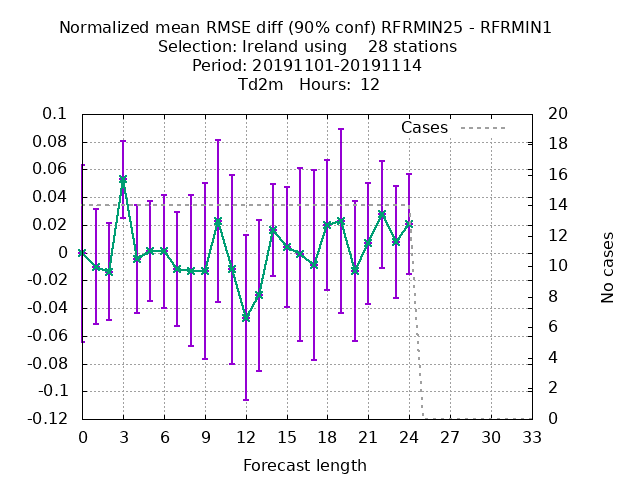 Normalized mean RMSE diff (90% conf) RFRMIN25 - RFRMIN1
Selection: Ireland using    28 stations
Period: 20191101-20191114
Td2m   Hours:  12
Cases
0.1
0.08
0.06
0.04
0.02
0
-0.02
-0.04
-0.06
-0.08
-0.1
-0.12
20
18
16
14
12
10
8
6
4
2
0
No cases
0 3 6 9 12 15 18 21 24 27 30 33
Forecast length